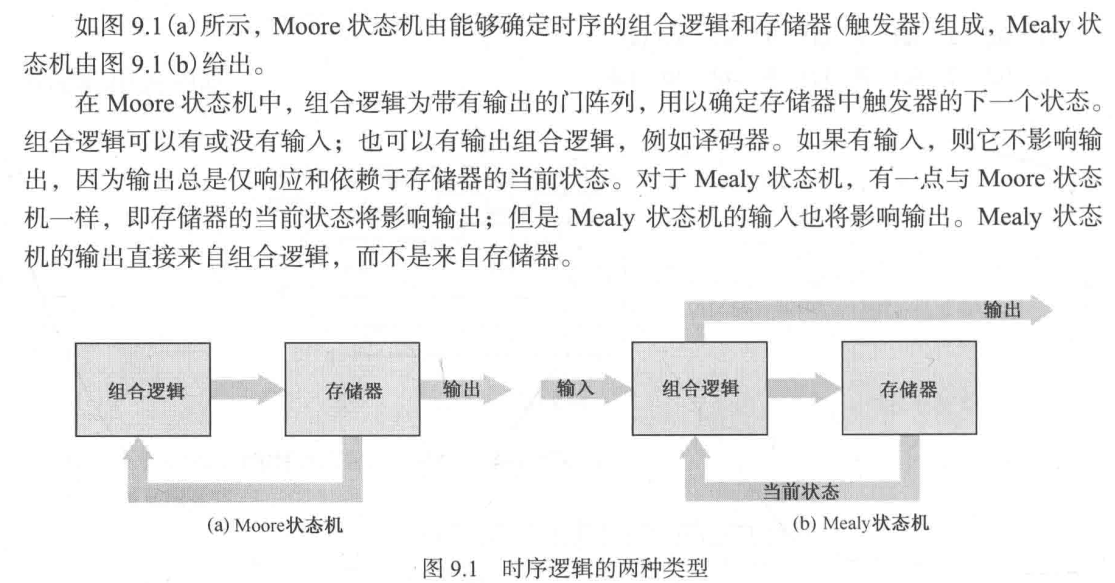 如图 9.1(a)所示，Moore 状态机由能够确定时序的组合逻辑和存储器(触发器)组成，Mealy 状
态机由图 9.1(b)给出。
在 Moore 状态机中，组合逻辑为带有输出的门阵列，用以确定存储器中触发器的下一个状态。
组合逻辑可以有或没有输入；也可以有输出组合逻辑，例如译码器。如果有输入，则它不影响输
出，因为输出总是仅响应和依赖于存储器的当前状态。对于 Mealy 状态机，有一点与 Moore 状态
机一样，即存储器的当前状态将影响输出；但是 Mealy 状态机的输入也将影响输出。Mealy 状态
机的输出直接来自组合逻辑，而不是来自存储器。
组合逻辑
存储器
输出
(a) Moore状态机
输出
输入
组合逻辑
存储器
当前状态
(b) Mealy状态机
图 9.1 时序逻辑的两种类型